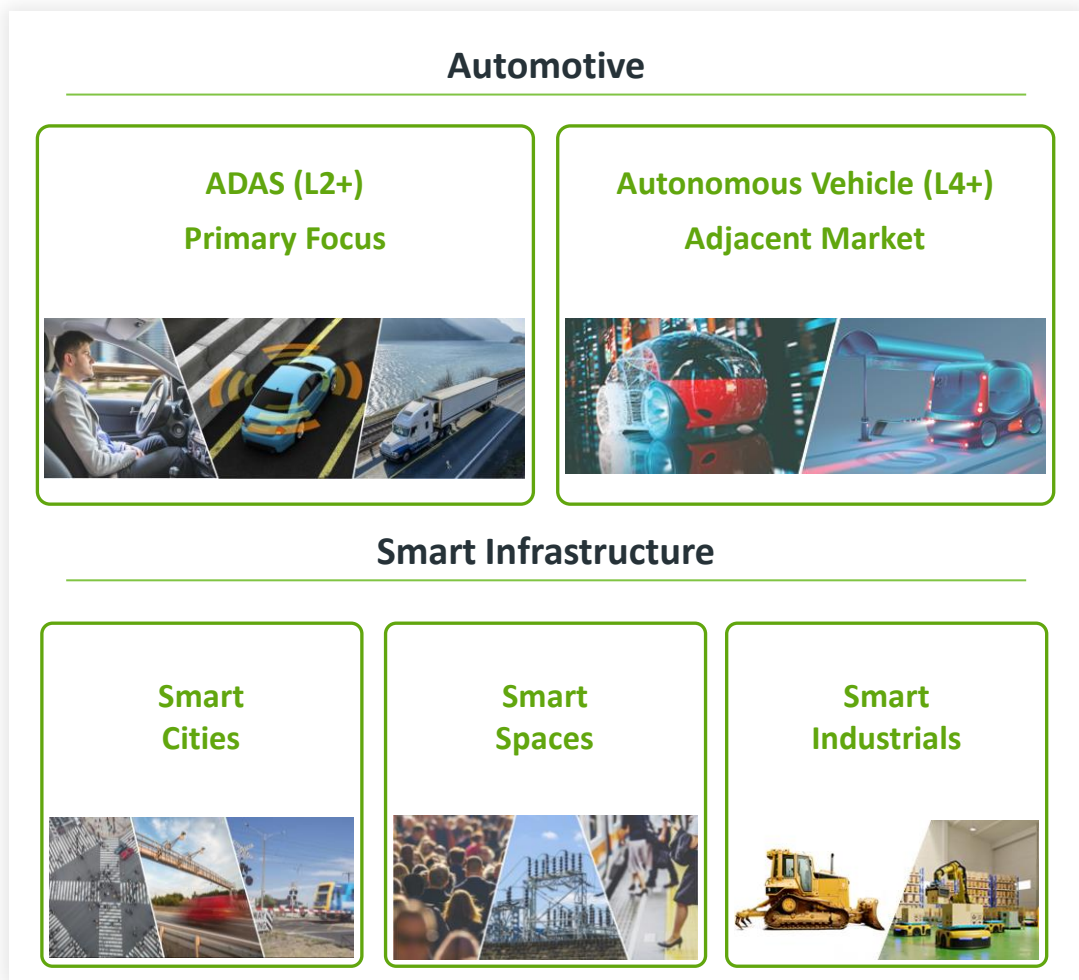 Automotive
ADAS (L2+)
Primary Focus
Autonomous Vehicle (L4+)
Adjacent Market
Smart Infrastructure
Smart
Cities
Smart
Spaces
Smart
Industrials